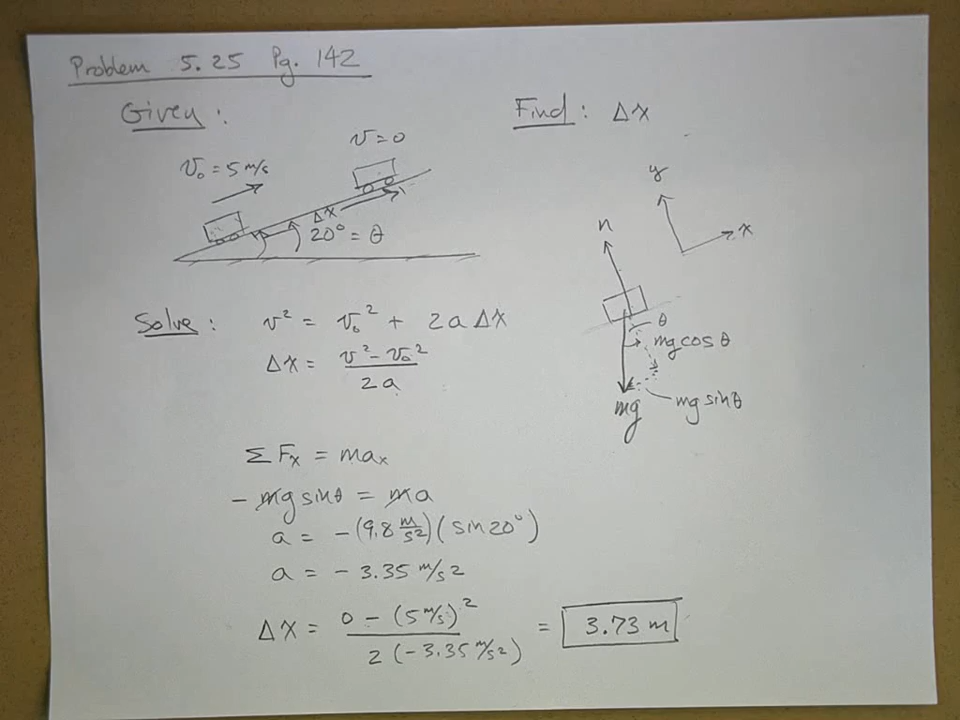 Problem 5.25 Pg. 142
Given:
Find: Δx
v₀ = 5 m/s
v = 0
Δx
20° = θ
y
x
n
θ
mg cos θ
mg sin θ
mg
Solve: v² = v₀² + 2aΔx
Δx = (v² - v₀²) / 2a
ΣFₓ = maₓ
- mg sin θ = ma
a = -(9.8 m/s²)(sin 20°)
a = - 3.35 m/s²
Δx = (0 - (5 m/s)²) / (2(-3.35 m/s²)) = 3.73 m